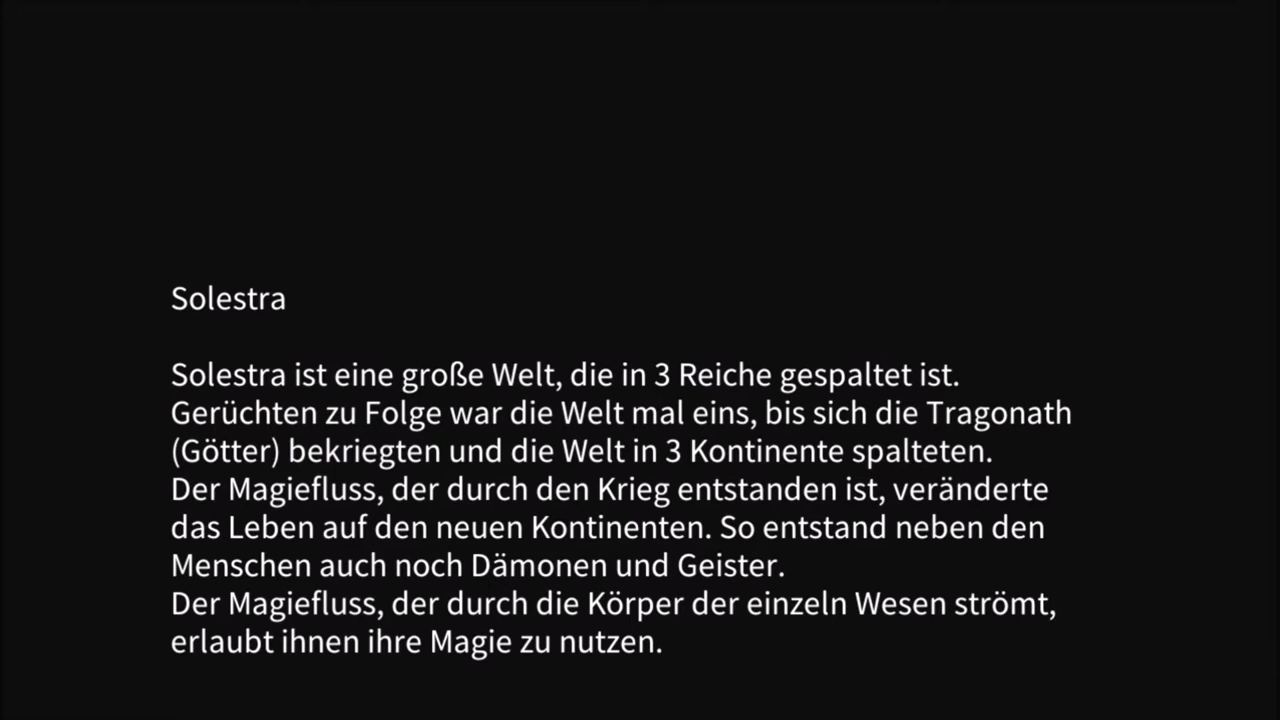 Solestra
Solestra ist eine große Welt, die in 3 Reiche gespaltet ist.
Gerüchten zu Folge war die Welt mal eins, bis sich die Tragonath
(Götter) bekriegten und die Welt in 3 Kontinente spalteten.
Der Magiefluss, der durch den Krieg entstanden ist, veränderte
das Leben auf den neuen Kontinenten. So entstand neben den
Menschen auch noch Dämonen und Geister.
Der Magiefluss, der durch die Körper der einzeln Wesen strömt,
erlaubt ihnen ihre Magie zu nutzen.